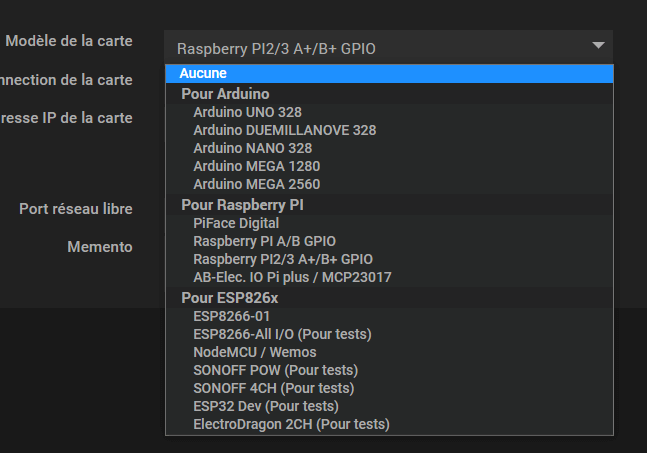 Modèle de la carte
Raspberry PI2/3 A+/B+ GPIO
nnection de la carte
resse IP de la carte
Port réseau libre
Memento
Aucune
Pour Arduino
Arduino UNO 328
Arduino DUEMILLANOVE 328
Arduino NANO 328
Arduino MEGA 1280
Arduino MEGA 2560
Pour Raspberry PI
PiFace Digital
Raspberry PI A/B GPIO
Raspberry PI2/3 A+/B+ GPIO
AB-Elec. IO Pi plus / MCP23017
Pour ESP826x
ESP8266-01
ESP8266-All I/O (Pour tests)
NodeMCU / Wemos
SONOFF POW (Pour tests)
SONOFF 4CH (Pour tests)
ESP32 Dev (Pour tests)
ElectroDragon 2CH (Pour tests)